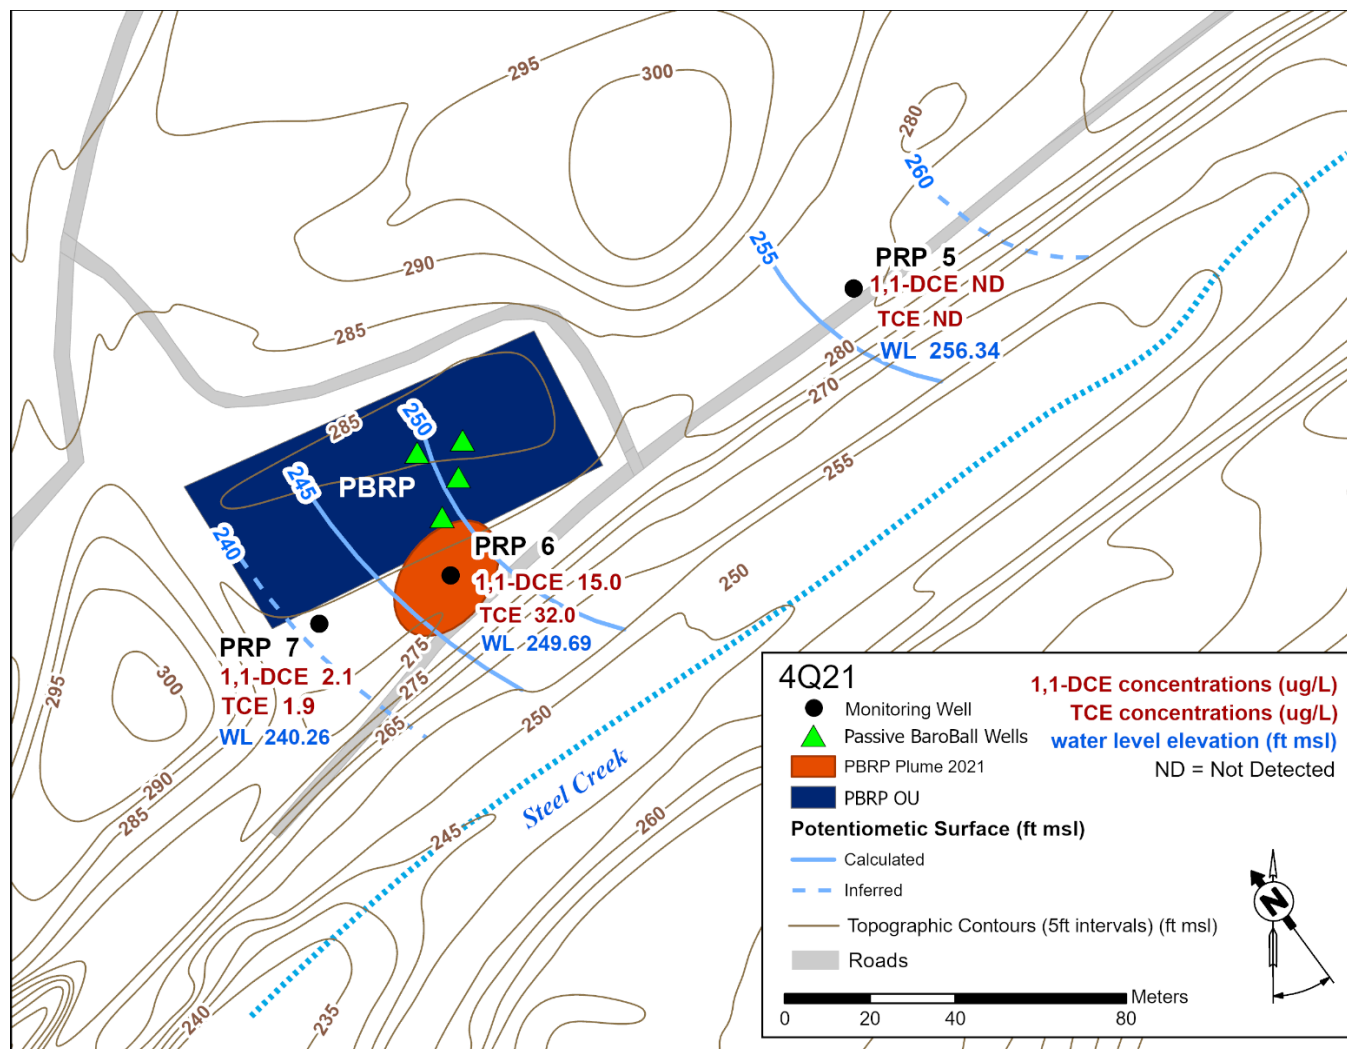 295
300
280
260
255
290
PRP 5
1,1-DCE ND
TCE ND
WL 256.34
285
280
270
285
250
255
245
PBRP
240
PRP 6
1,1-DCE 15.0
TCE 32.0
WL 249.69
250
PRP 7
1,1-DCE 2.1
TCE 1.9
WL 240.26
275
275
265
295
300
250
290
285
Steel Creek
245
260
240
235
4Q21
Monitoring Well
Passive BaroBall Wells
PBRP Plume 2021
PBRP OU
1,1-DCE concentrations (ug/L)
TCE concentrations (ug/L)
water level elevation (ft msl)
ND = Not Detected
Potentiometic Surface (ft msl)
Calculated
Inferred
Topographic Contours (5ft intervals) (ft msl)
Roads
N
Meters
0 20 40 80